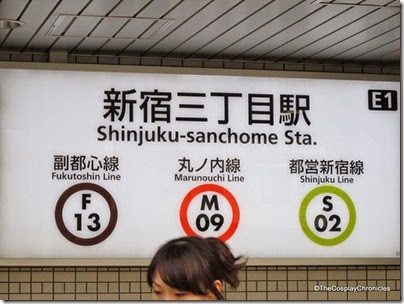 新宿三丁目駅
E1
Shinjuku-sanchome Sta.
副都心線
Fukutoshin Line
F
13
丸ノ内線
Marunouchi Line
M
09
都営新宿線
Shinjuku Line
S
02
©TheCosplayChronicles